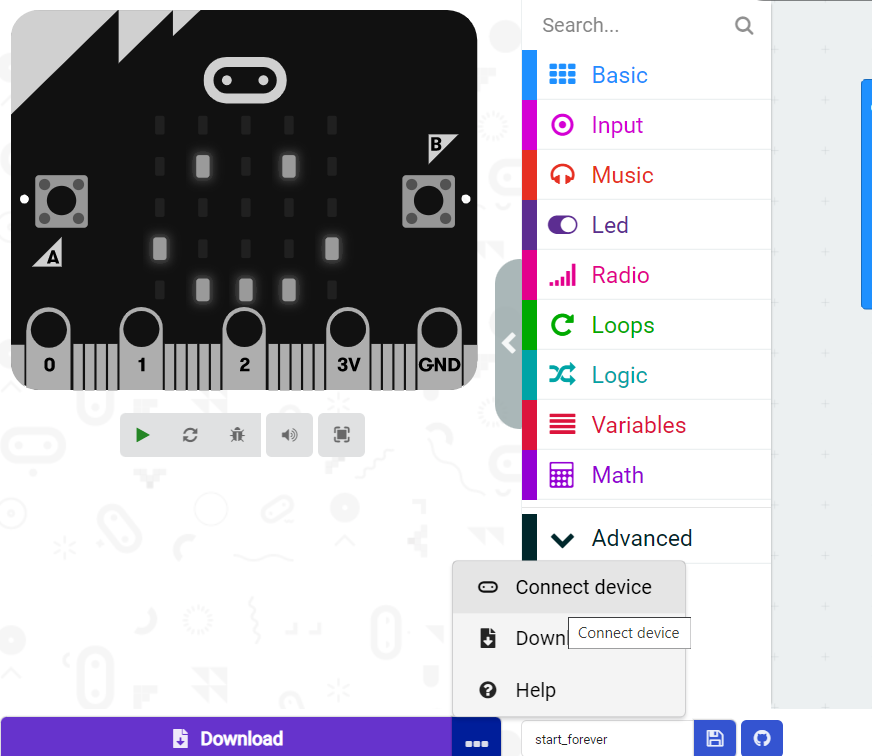 Search...
Basic
Input
Music
Led
Radio
Loops
Logic
Variables
Math
Advanced
B
A
0 1 2 3V GND
Connect device
Down
Connect device
Help
Download
...
start_forever